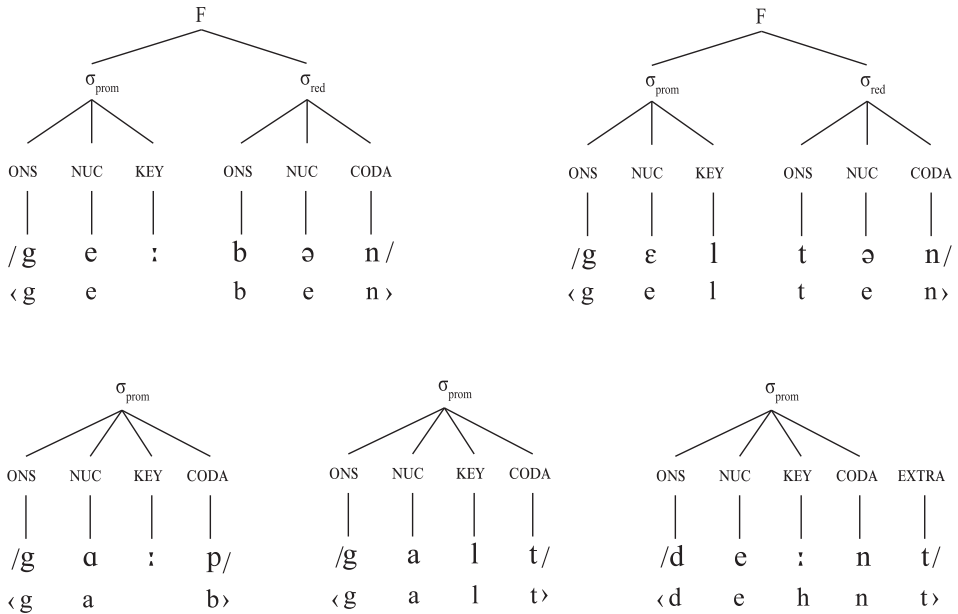 F F
σprom σred σprom σred
ONS NUC KEY ONS NUC CODA ONS NUC KEY ONS NUC CODA
/g e ː b ə n/ /g ɛ l t ə n/
‹g e b e n› ‹g e l t e n›
σprom σprom σprom
ONS NUC KEY CODA ONS NUC KEY CODA ONS NUC KEY CODA EXTRA
/g ɑ ː p/ /g a l t/ /d e ː n t/
‹g a b› ‹g a l t› ‹d e h n t›